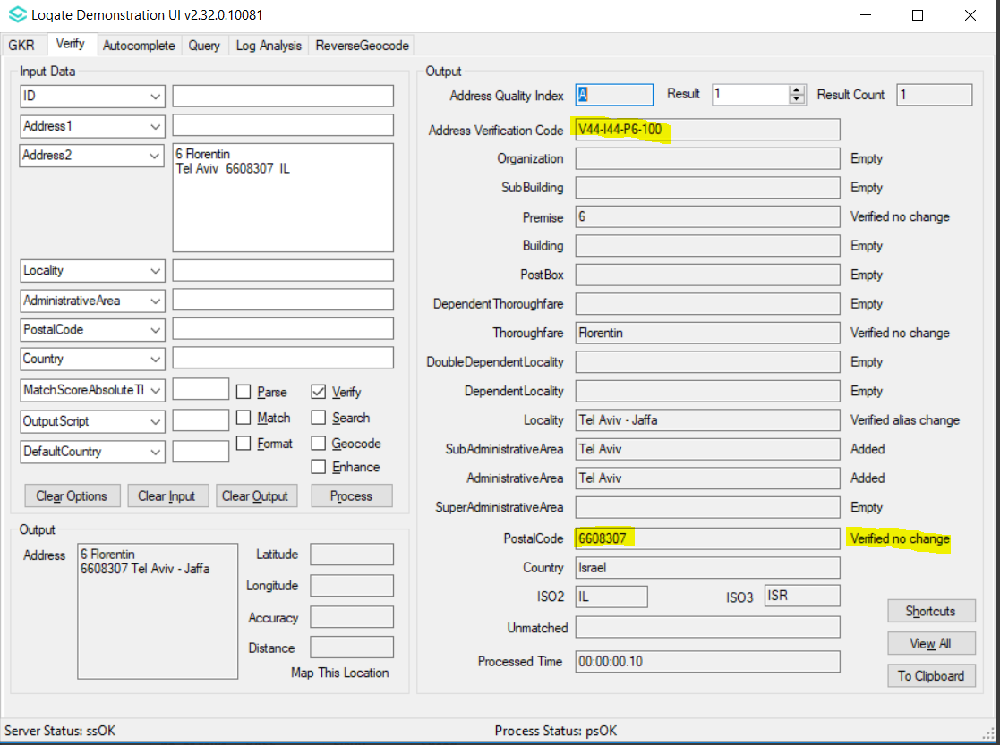 Loqate Demonstration UI v2.32.0.10081
GKR Verify Autocomplete Query Log Analysis ReverseGeocode
Input Data
ID
Address1
Address2
6 Florentin
Tel Aviv 6608307 IL
Locality
AdministrativeArea
PostalCode
Country
MatchScoreAbsoluteTl
Parse Verify
OutputScript
Match Search
DefaultCountry
Format Geocode
Enhance
Clear Options Clear Input Clear Output Process
Output
Address
6 Florentin
6608307 Tel Aviv - Jaffa
Latitude
Longitude
Accuracy
Distance
Map This Location
Output
Address Quality Index A Result 1 Result Count 1
Address Verification Code V44-I44-P6-100
Organization Empty
SubBuilding Empty
Premise 6 Verified no change
Building Empty
PostBox Empty
DependentThoroughfare Empty
Thoroughfare Florentin Verified no change
DoubleDependentLocality Empty
DependentLocality Empty
Locality Tel Aviv - Jaffa Verified alias change
SubAdministrativeArea Tel Aviv Added
AdministrativeArea Tel Aviv Added
SuperAdministrativeArea Empty
PostalCode 6608307 Verified no change
Country Israel
ISO2 IL ISO3 ISR
Unmatched
Processed Time 00:00:00.10
Shortcuts
View All
To Clipboard
Server Status: ssOK Process Status: psOK